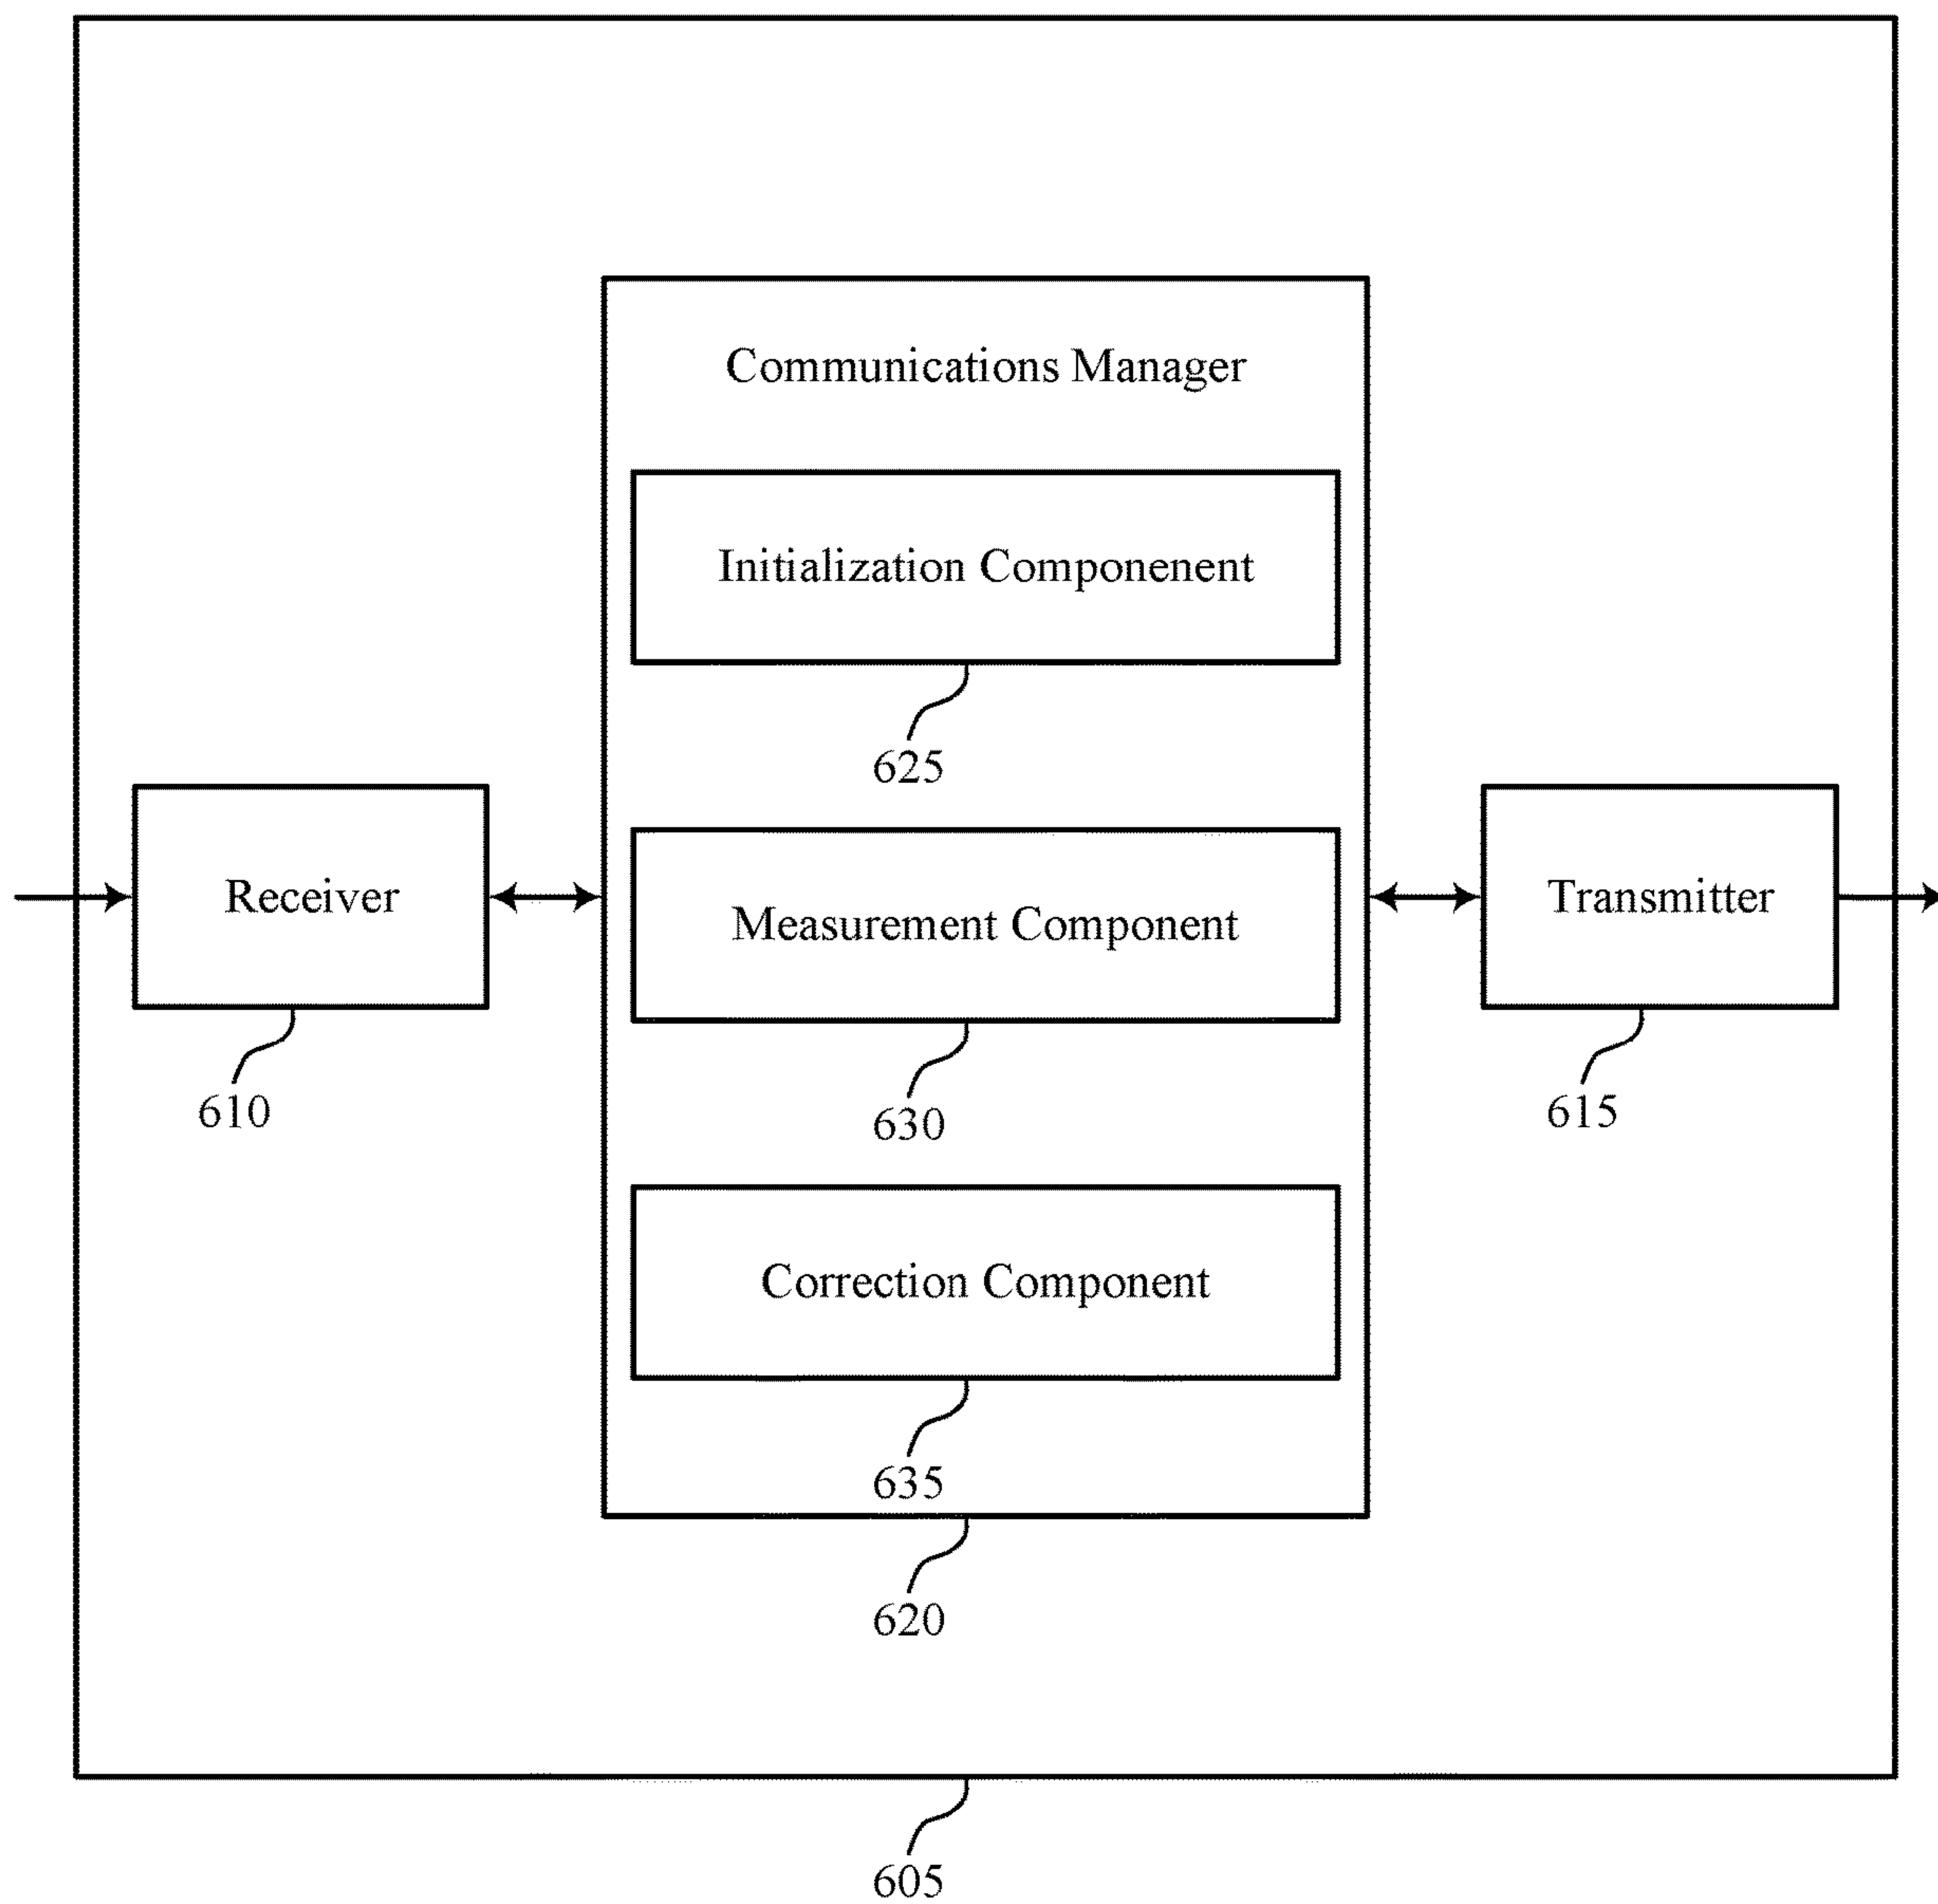 Communications Manager
Initialization Componenent
625
Receiver
610
Measurement Component
630
Transmitter
615
Correction Component
635
620
605